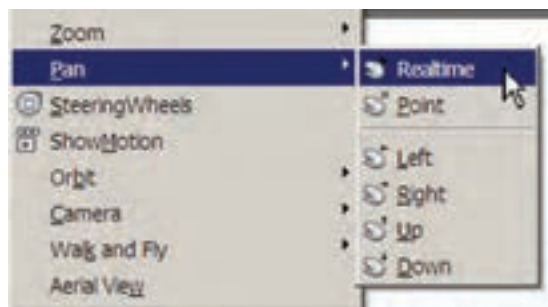 Zoom
Pan
SteeringWheels
ShowMotion
Orbit
Camera
Walk and Fly
Aerial View
Realtime
Point
Left
Right
Up
Down